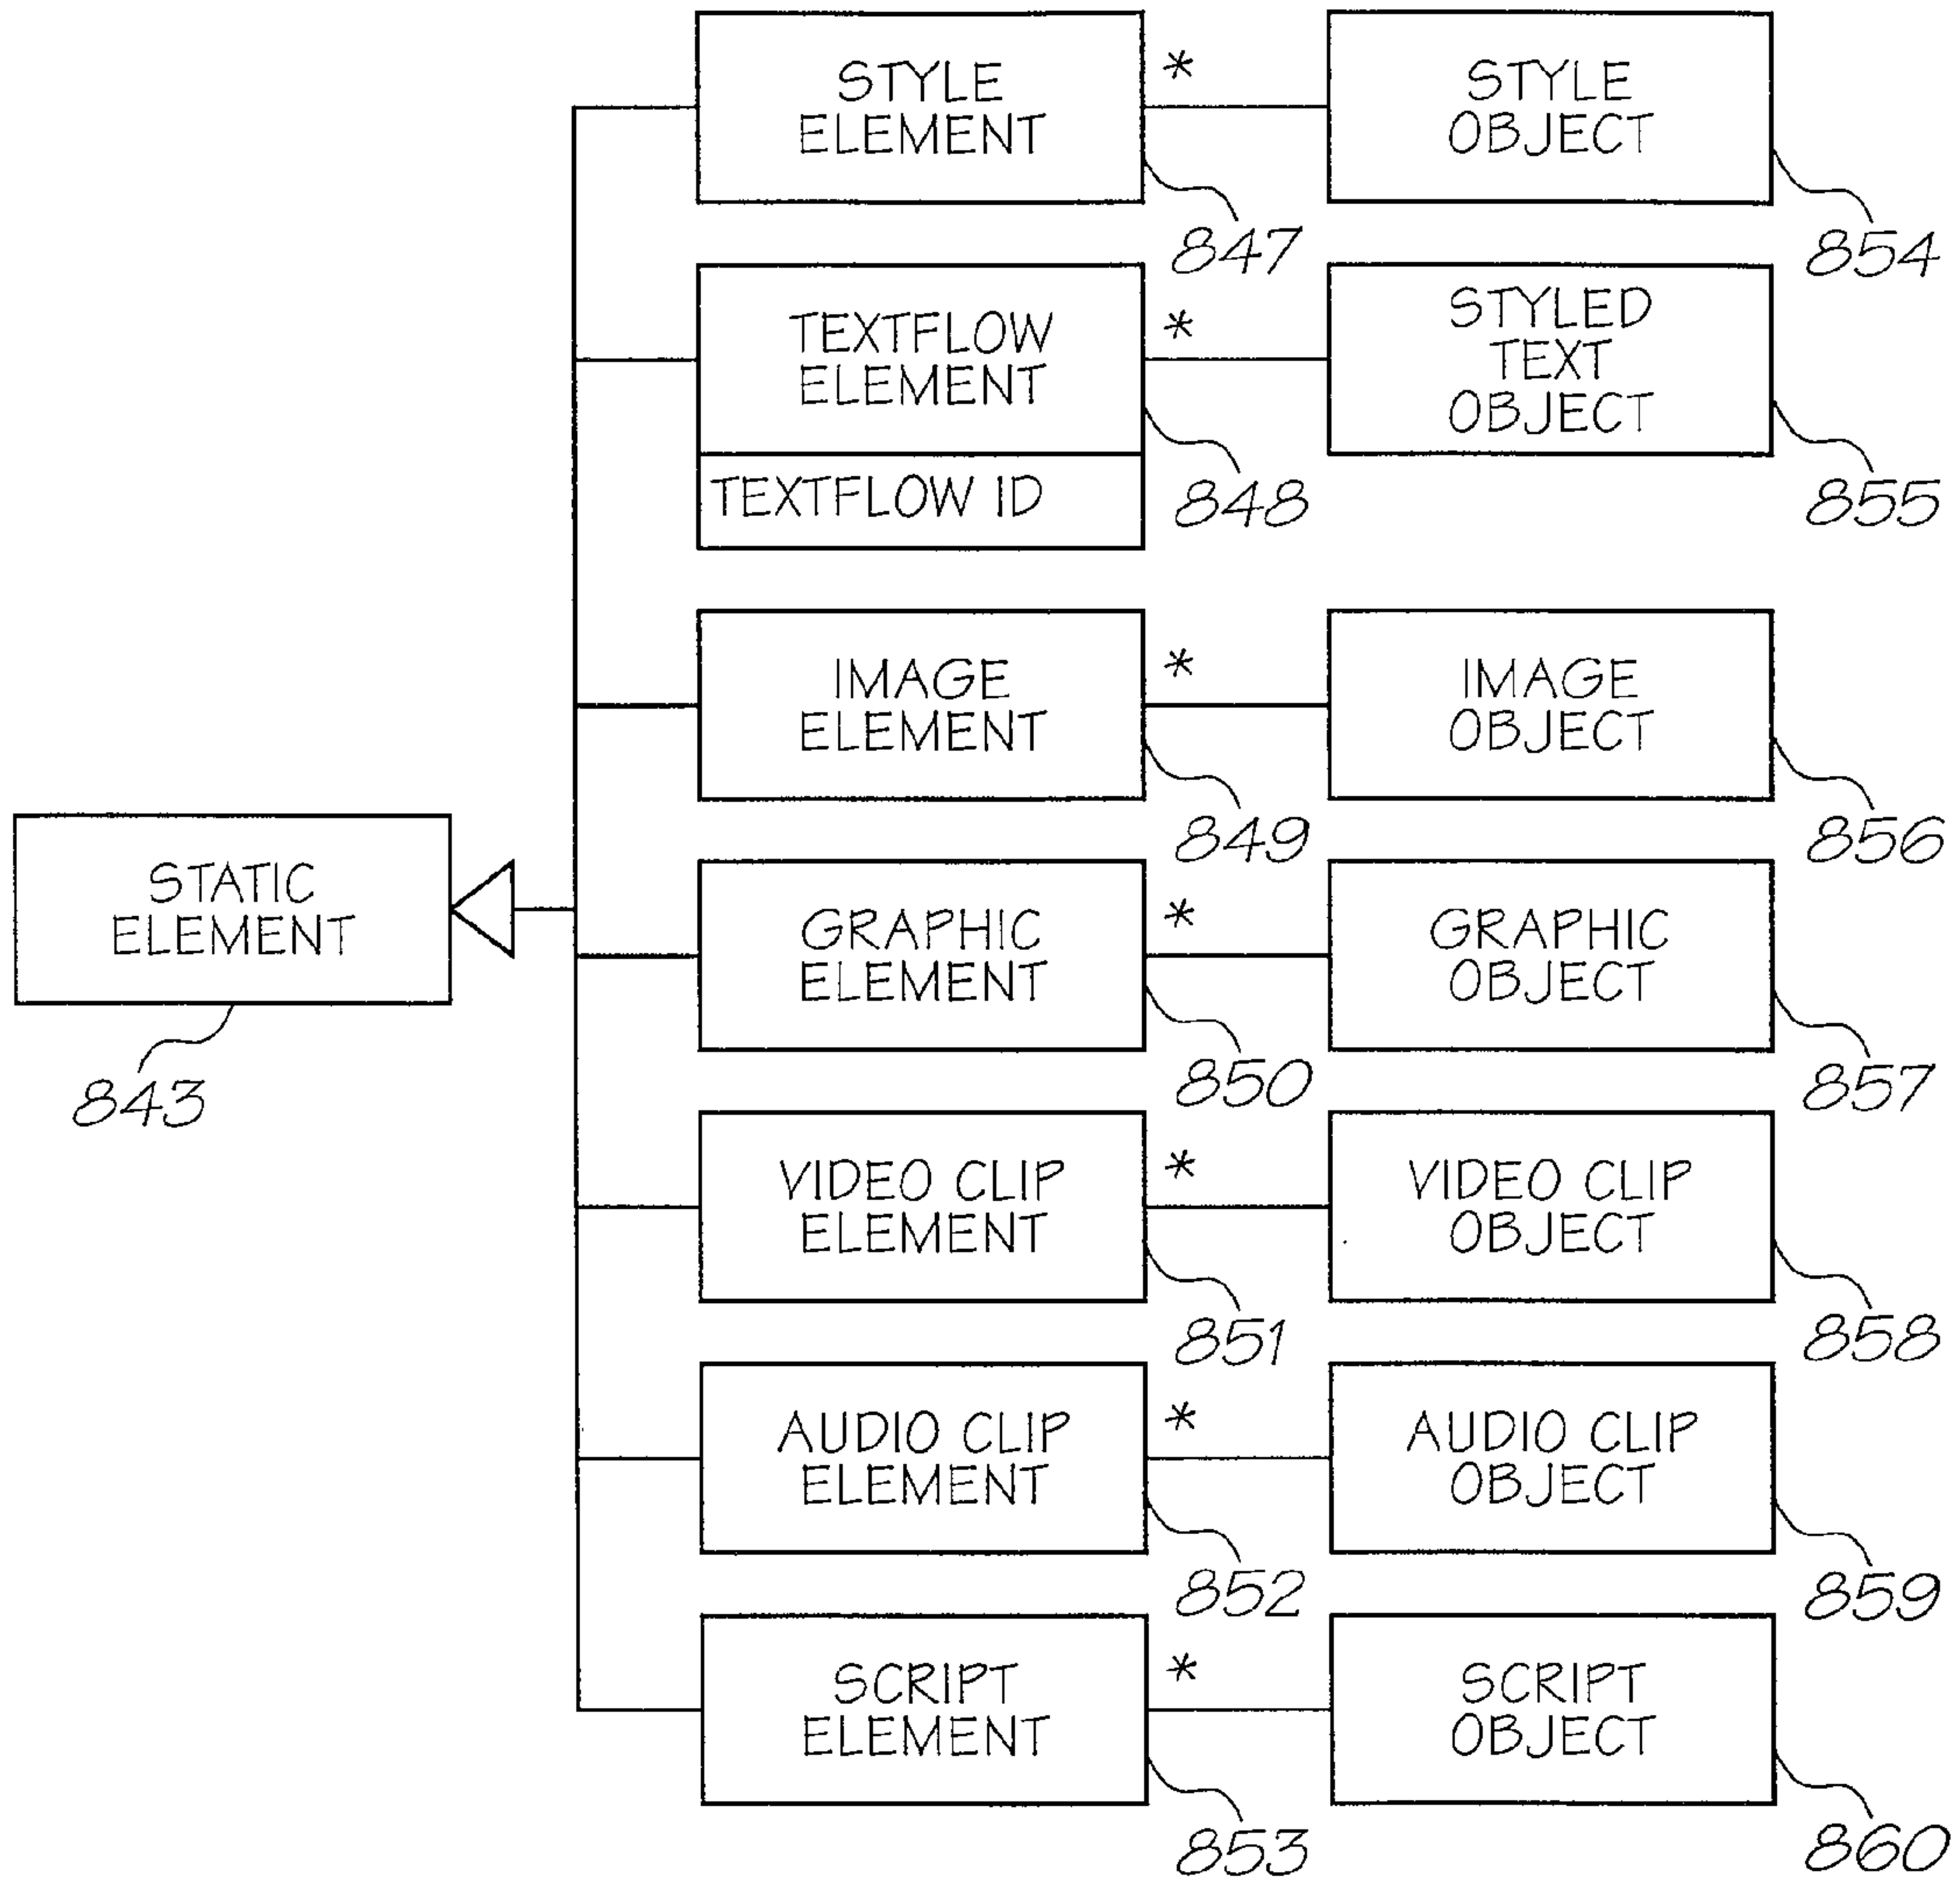 STYLE
ELEMENT
*
STYLE
OBJECT
847
854
TEXTFLOW
ELEMENT
TEXTFLOW ID
*
STYLED
TEXT
OBJECT
848
855
IMAGE
ELEMENT
*
IMAGE
OBJECT
849
856
STATIC
ELEMENT
843
GRAPHIC
ELEMENT
*
GRAPHIC
OBJECT
850
857
VIDEO CLIP
ELEMENT
*
VIDEO CLIP
OBJECT
851
858
AUDIO CLIP
ELEMENT
*
AUDIO CLIP
OBJECT
852
859
SCRIPT
ELEMENT
*
SCRIPT
OBJECT
853
860